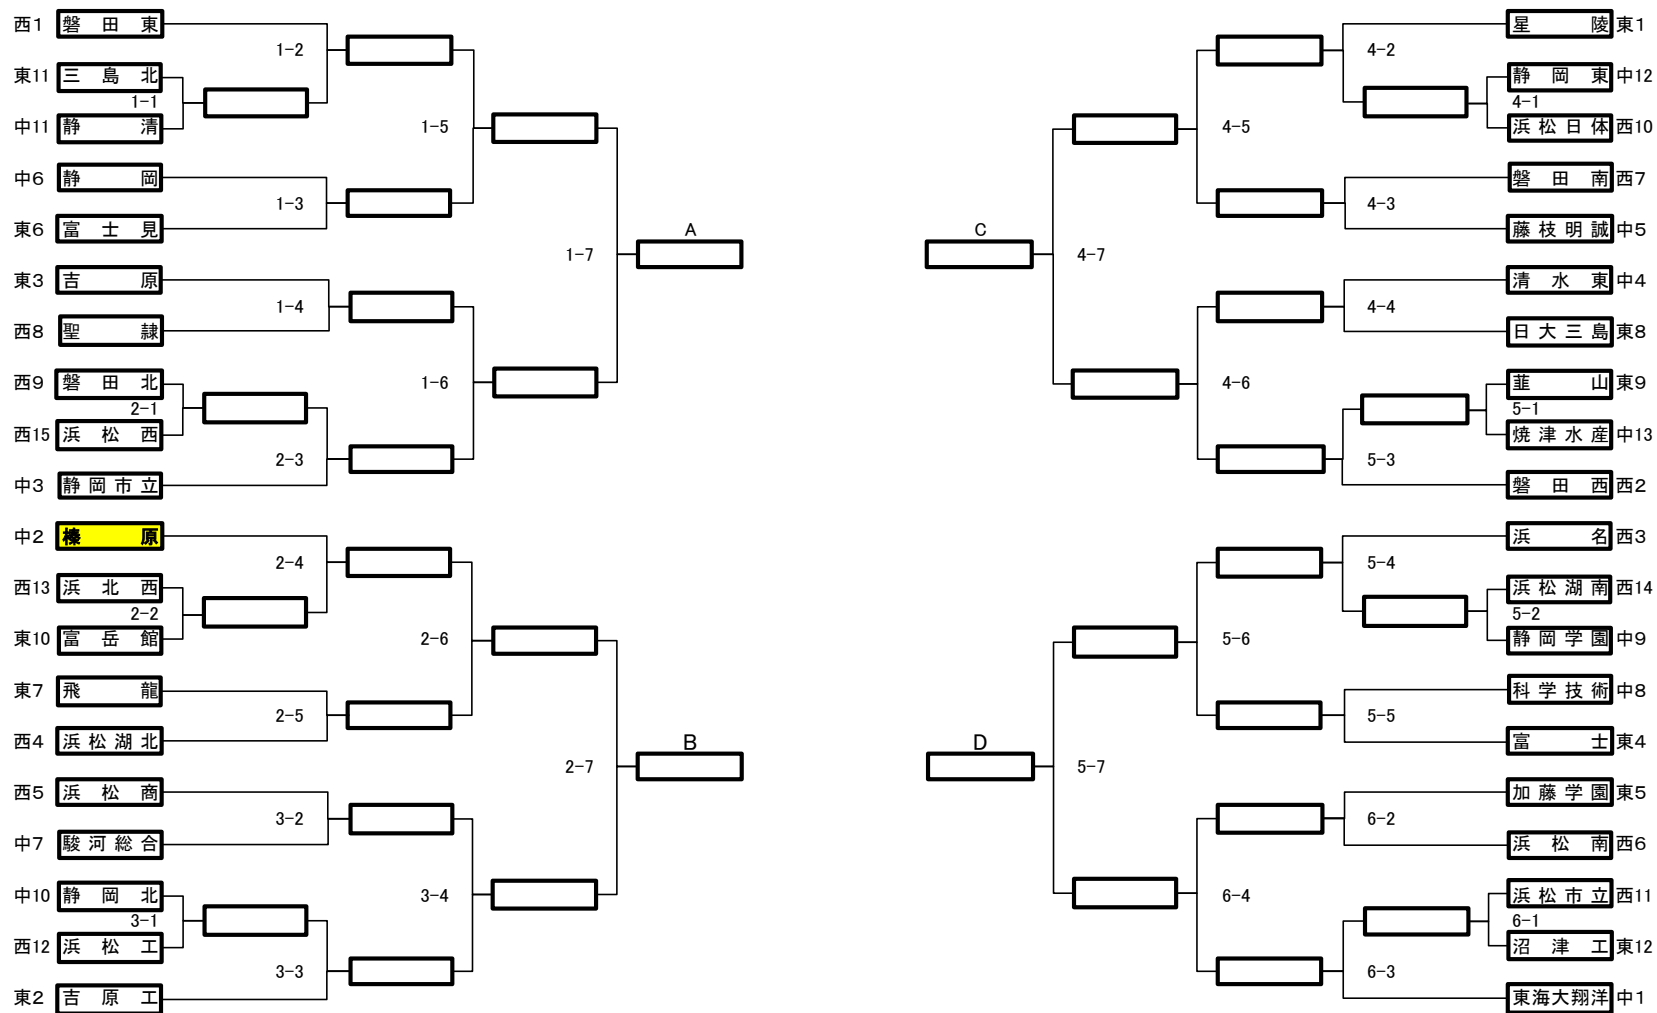 西1 磐田東
1-2
東11 三島北
1-1
中11 静清
1-5
中6 静岡
1-3
東6 富士見
A
1-7
東3 吉原
1-4
西8 聖隷
西9 磐田北
1-6
2-1
西15 浜松西
2-3
中3 静岡市立
中2 榛原
2-4
西13 浜北西
2-2
東10 富岳館
2-6
東7 飛龍
2-5
西4 浜松湖北
B
2-7
西5 浜松商
3-2
中7 駿河総合
中10 静岡北
3-4
3-1
西12 浜松工
3-3
東2 吉原工
星陵 東1
4-2
静岡東 中12
4-1
浜松日体 西10
4-5
磐田南 西7
4-3
藤枝明誠 中5
C
4-7
清水東 中4
4-4
日大三島 東8
韮山 東9
4-6
5-1
焼津水産 中13
5-3
磐田西 西2
浜名 西3
5-4
浜松湖南 西14
5-2
静岡学園 中9
5-6
科学技術 中8
5-5
富士 東4
D
5-7
加藤学園 東5
6-2
浜松南 西6
浜松市立 西11
6-4
6-1
沼津工 東12
6-3
東海大翔洋 中1